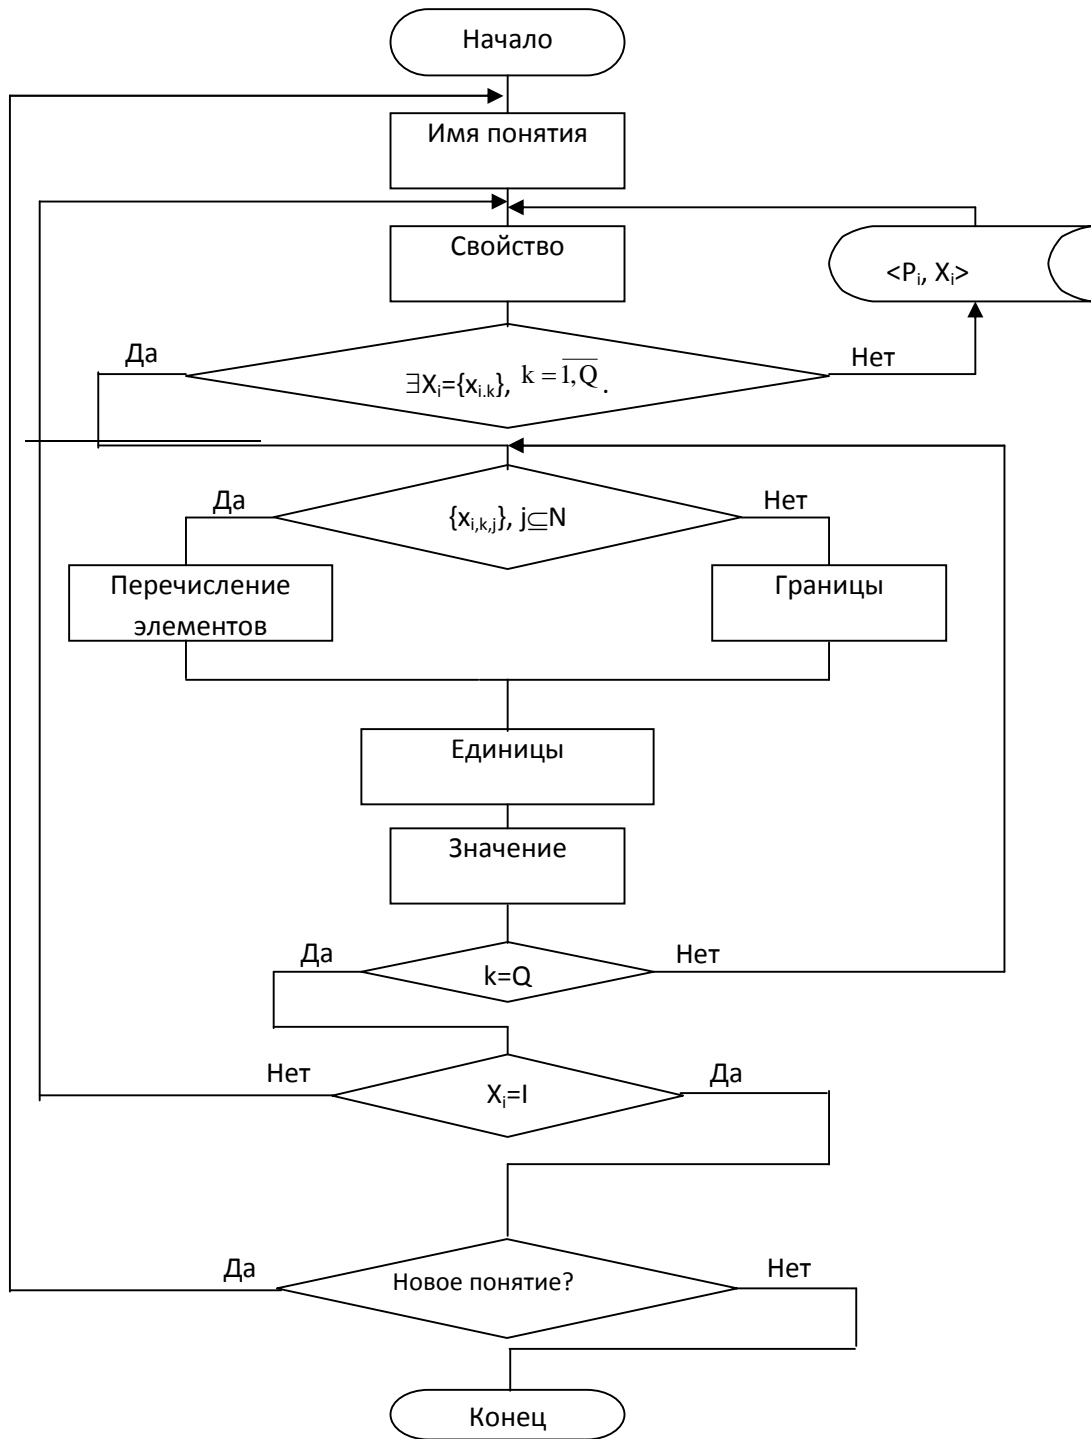 Начало
Имя понятия
Свойство
<Pi, Xi>
Да
Нет
∃Xi={xi.k}, k = 1,Q.
Да
Нет
{xi,k,j}, j⊆N
Перечисление
элементов
Границы
Единицы
Значение
Да
Нет
k=Q
Нет
Да
Xi=I
Да
Нет
Новое понятие?
Конец